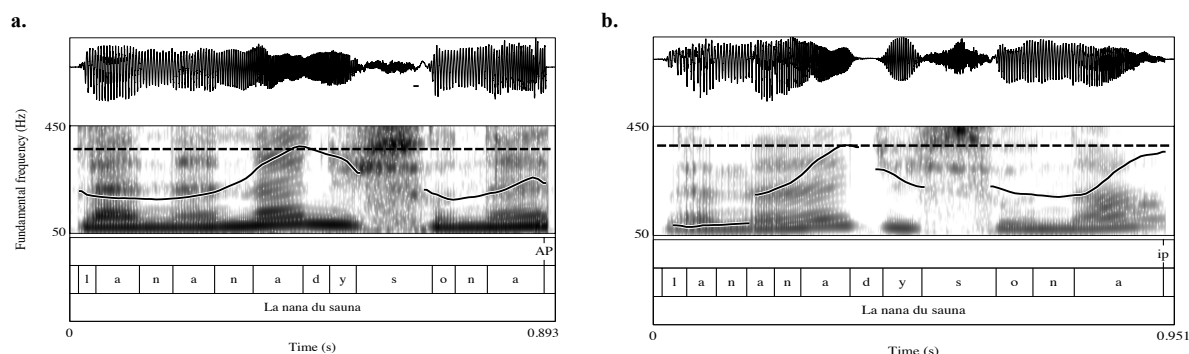 a.
Fundamental frequency (Hz)
450
50
AP
l a n a n a d y s o n a
La nana du sauna
0 0.893
Time (s)
b.
450
50
ip
l a n a n a d y s o n a
La nana du sauna
0 0.951
Time (s)